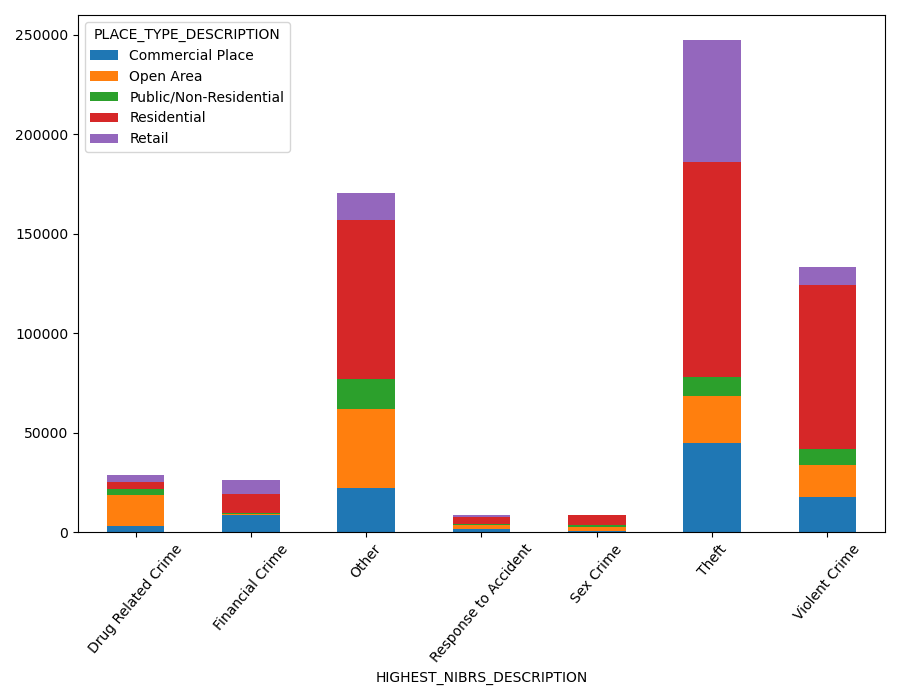 PLACE_TYPE_DESCRIPTION
Commercial Place
Open Area
Public/Non-Residential
Residential
Retail
250000
200000
150000
100000
50000
0
Drug Related Crime
Financial Crime
Other
Response to Accident
Sex Crime
Theft
Violent Crime
HIGHEST_NIBRS_DESCRIPTION